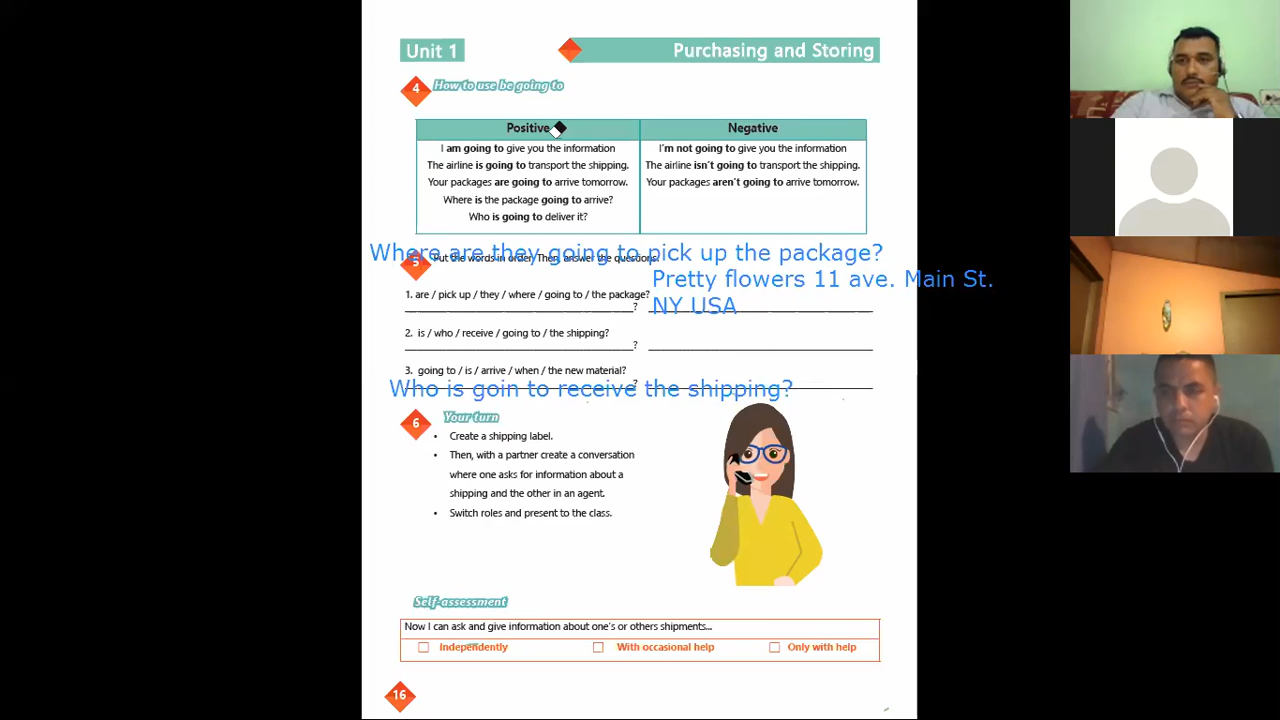 Unit 1
Purchasing and Storing
4 How to use be going to
Positive
Negative
I am going to give you the information
I'm not going to give you the information
The airline is going to transport the shipping.
The airline isn't going to transport the shipping.
Your packages are going to arrive tomorrow.
Your packages aren't going to arrive tomorrow.
Where is the package going to arrive?
Who is going to deliver it?
Where are they going to pick up the package?
5 Put the words in order. Then, answer the questions.
Pretty flowers 11 ave. Main St.
1. are / pick up / they / where / going to / the package?
NY USA
?
2. is / who / receive / going to / the shipping?
?
3. going to / is / arrive / when / the new material?
?
Who is goin to receive the shipping?
6 Your turn
• Create a shipping label.
• Then, with a partner create a conversation
where one asks for information about a
shipping and the other in an agent.
• Switch roles and present to the class.
Self-assessment
Now I can ask and give information about one's or others shipments...
Independently
With occasional help
Only with help
16